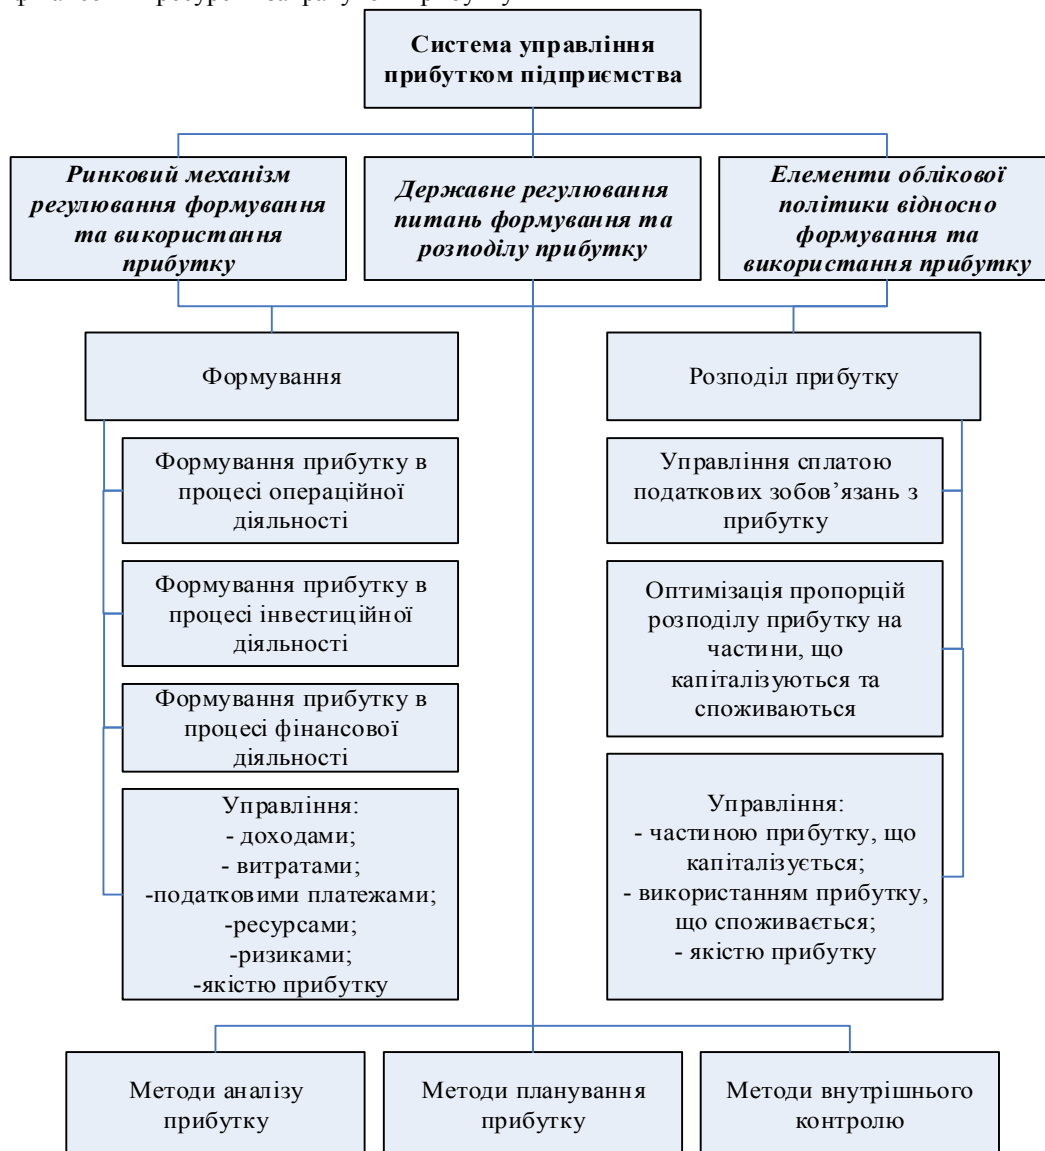 Система управління
прибутком підприємства
Ринковий механізм
регулювання формування
та використання
прибутку
Державне регулювання
питань формування та
розподілу прибутку
Елементи облікової
політики відносно
формування та
використання прибутку
Формування
Розподіл прибутку
Формування прибутку в
процесі операційної
діяльності
Формування прибутку в
процесі інвестиційної
діяльності
Формування прибутку в
процесі фінансової
діяльності
Управління:
- доходами;
- витратами;
-податковими платежами;
-ресурсами;
-ризиками;
-якістю прибутку
Управління сплатою
податкових зобов’язань з
прибутку
Оптимізація пропорцій
розподілу прибутку на
частини, що
капіталізуються та
споживаються
Управління:
- частиною прибутку, що
капіталізується;
- використанням прибутку,
що споживається;
- якістю прибутку
Методи аналізу
прибутку
Методи планування
прибутку
Методи внутрішнього
контролю